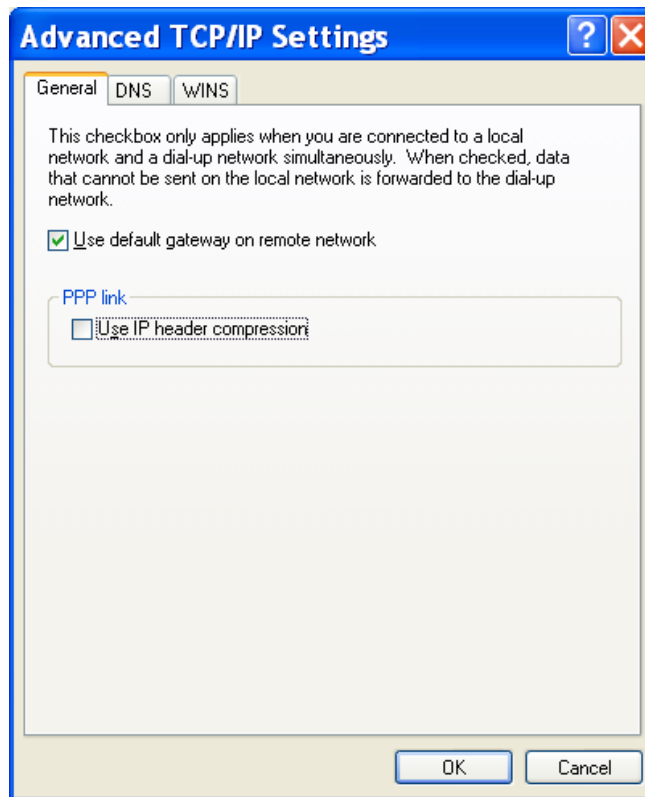 Advanced TCP/IP Settings
General DNS WINS
This checkbox only applies when you are connected to a local
network and a dial-up network simultaneously. When checked, data
that cannot be sent on the local network is forwarded to the dial-up
network.
Use default gateway on remote network
PPP link
Use IP header compression
OK Cancel